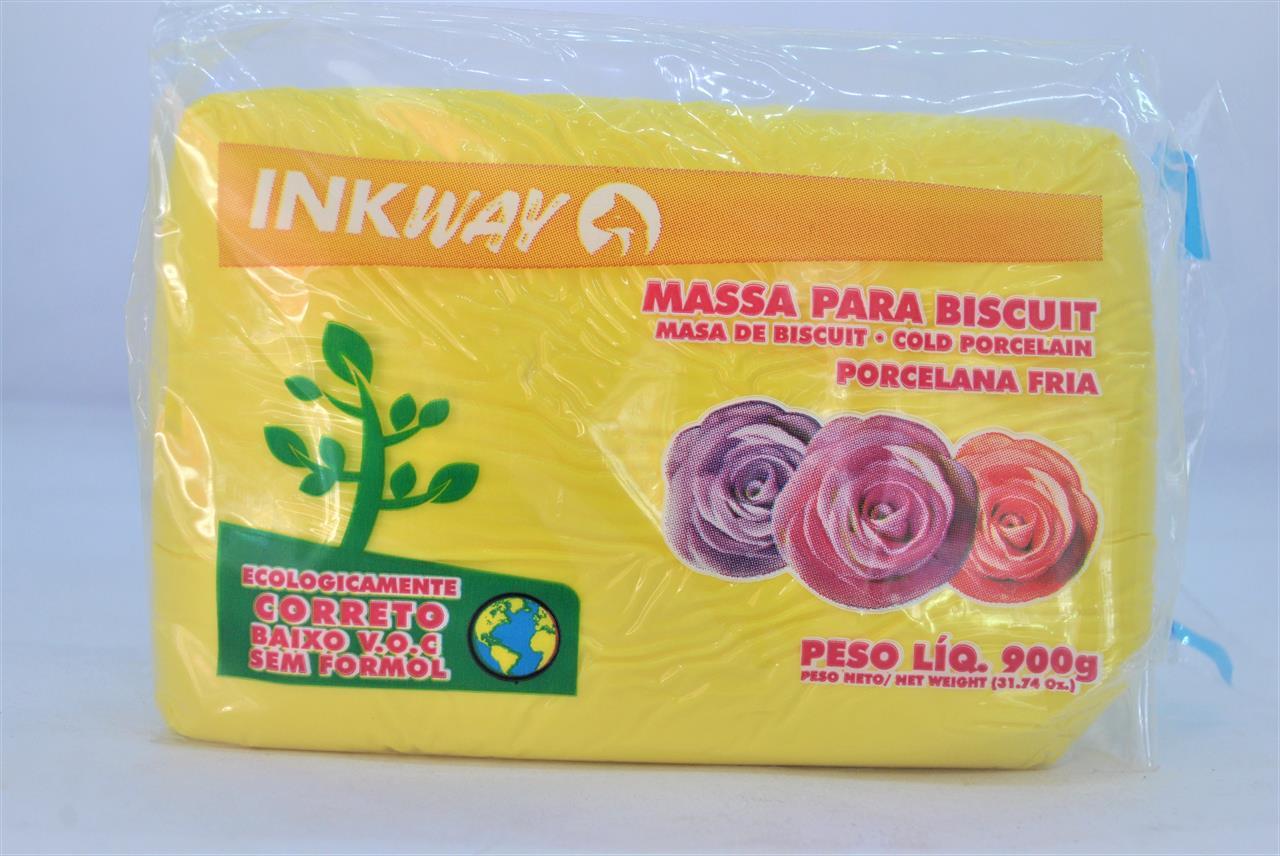 INKWAY
MASSA PARA BISCUIT
MASA DE BISCUIT • COLD PORCELAIN
PORCELANA FRIA
ECOLOGICAMENTE
CORRETO
BAIXO V.O.C
SEM FORMOL
PESO LÍQ. 900g
PESO NETO/ NET WEIGHT (31.74 Oz.)